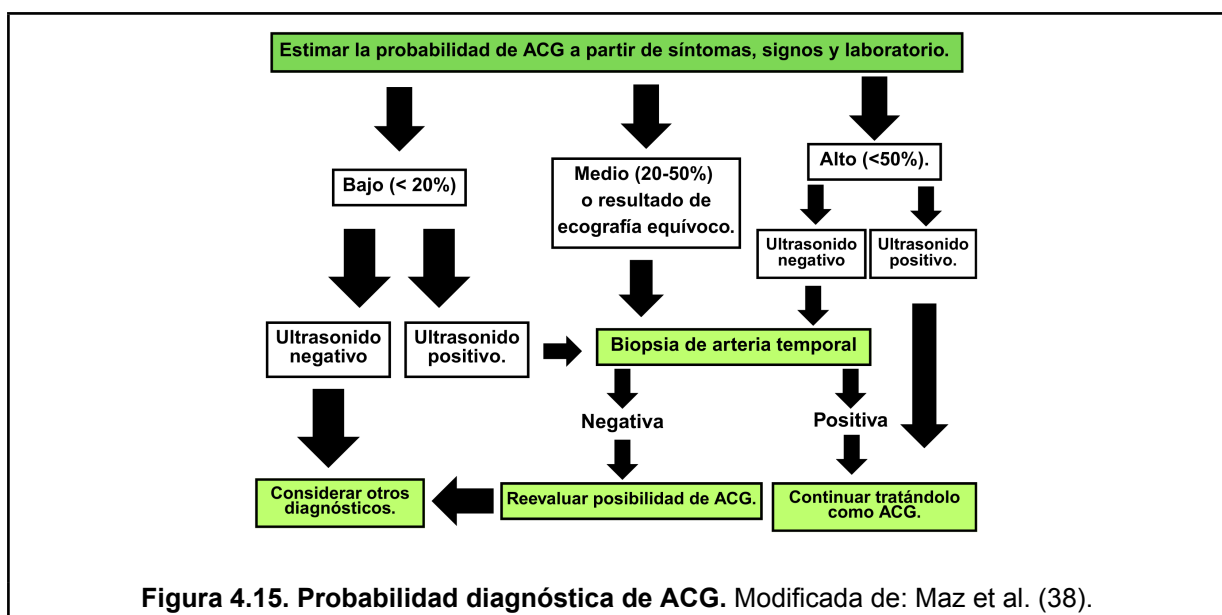 Estimar la probabilidad de ACG a partir de síntomas, signos y laboratorio.
Bajo (< 20%)
Medio (20-50%)
o resultado de
ecografía equívoco.
Alto (<50%).
Ultrasonido
negativo
Ultrasonido
positivo.
Ultrasonido
negativo
Ultrasonido
positivo.
Biopsia de arteria temporal
Negativa
Positiva
Considerar otros
diagnósticos.
Reevaluar posibilidad de ACG.
Continuar tratándolo
como ACG.
Figura 4.15. Probabilidad diagnóstica de ACG. Modificada de: Maz et al. (38).